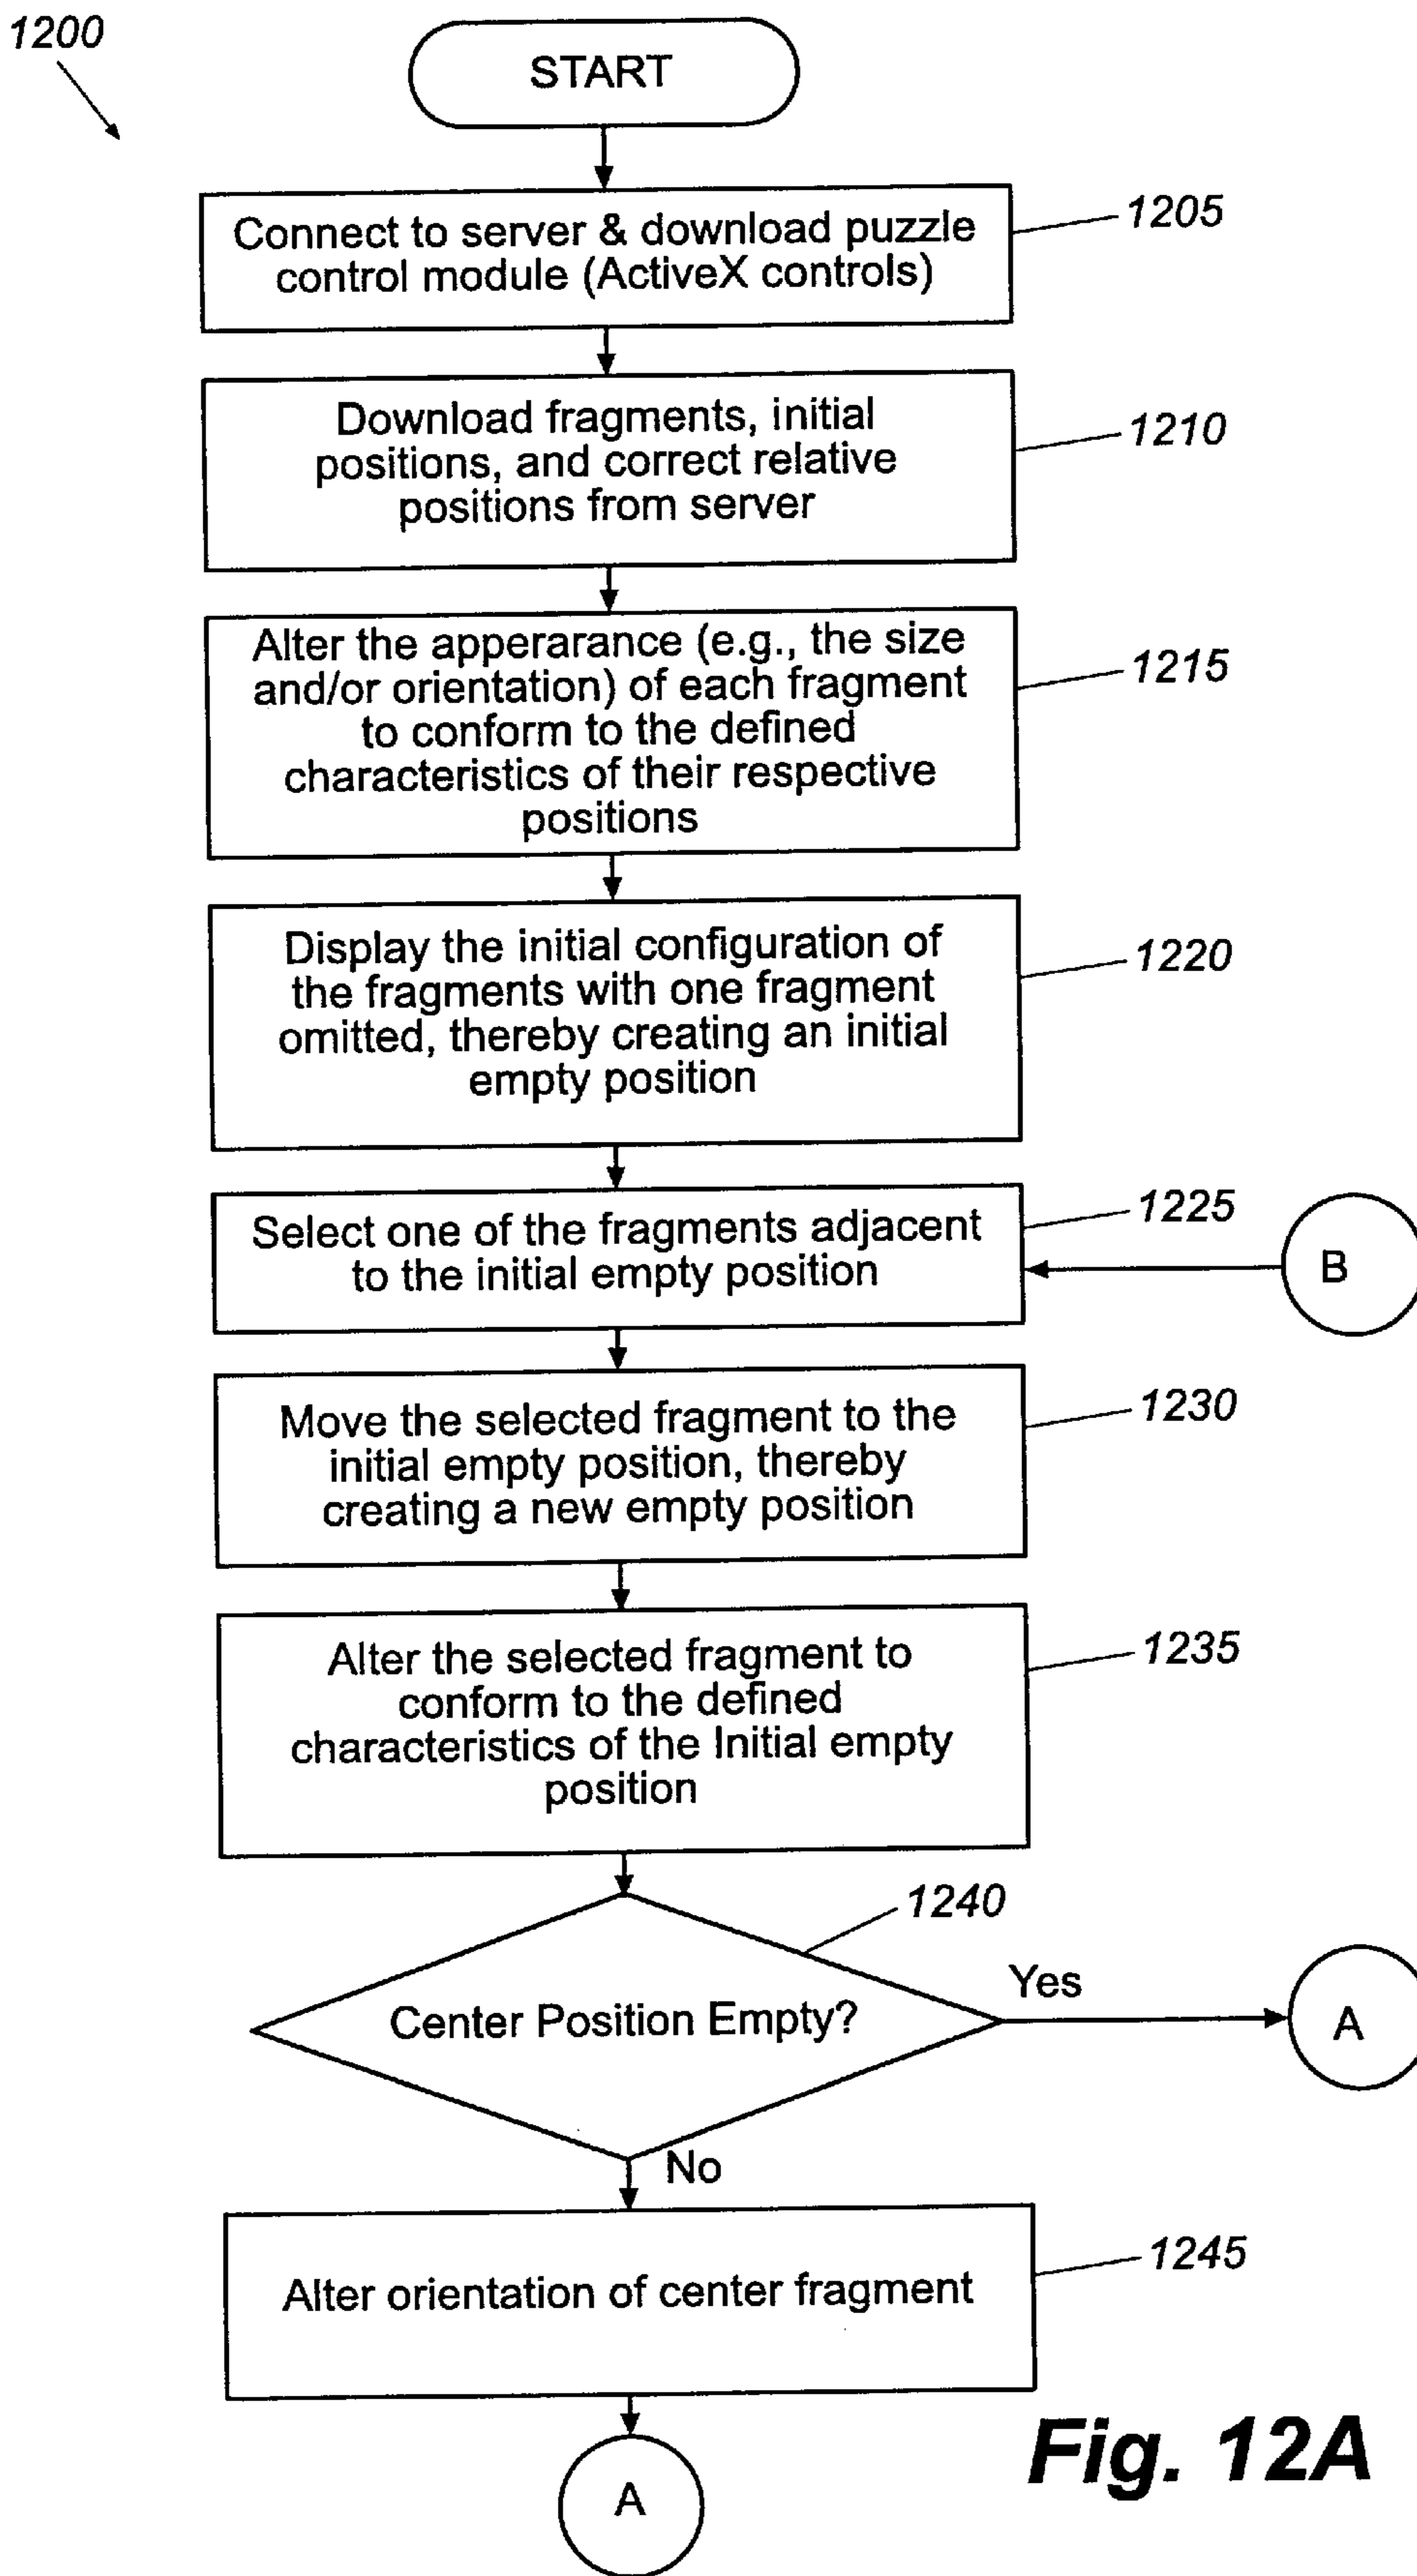 1200
START
Connect to server & download puzzle
control module (ActiveX controls)
1205
Download fragments, initial
positions, and correct relative
positions from server
1210
Alter the apperarance (e.g., the size
and/or orientation) of each fragment
to conform to the defined
characteristics of their respective
positions
1215
Display the initial configuration of
the fragments with one fragment
omitted, thereby creating an initial
empty position
1220
Select one of the fragments adjacent
to the initial empty position
1225
B
Move the selected fragment to the
initial empty position, thereby
creating a new empty position
1230
Alter the selected fragment to
conform to the defined
characteristics of the Initial empty
position
1235
1240
Center Position Empty?
Yes
A
No
Alter orientation of center fragment
1245
A
Fig. 12A